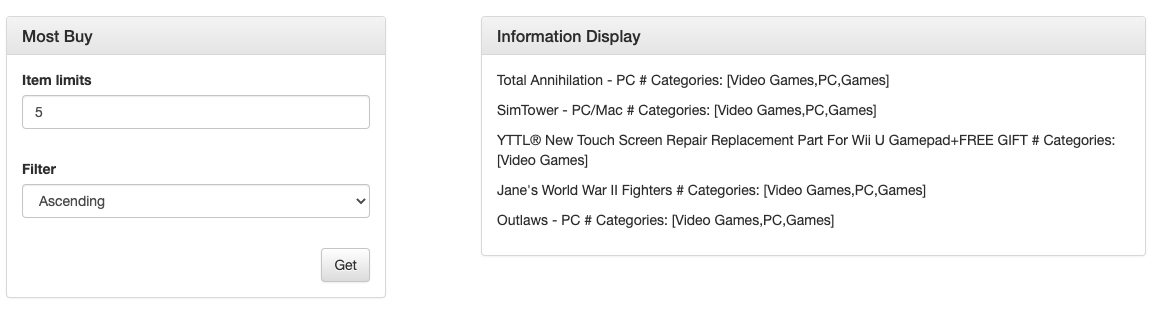 Most Buy
Item limits
5
Filter
Ascending
Get
Information Display
Total Annihilation - PC # Categories: [Video Games,PC,Games]
SimTower - PC/Mac # Categories: [Video Games,PC,Games]
YTTL® New Touch Screen Repair Replacement Part For Wii U Gamepad+FREE GIFT # Categories:
[Video Games]
Jane's World War II Fighters # Categories: [Video Games,PC,Games]
Outlaws - PC # Categories: [Video Games,PC,Games]